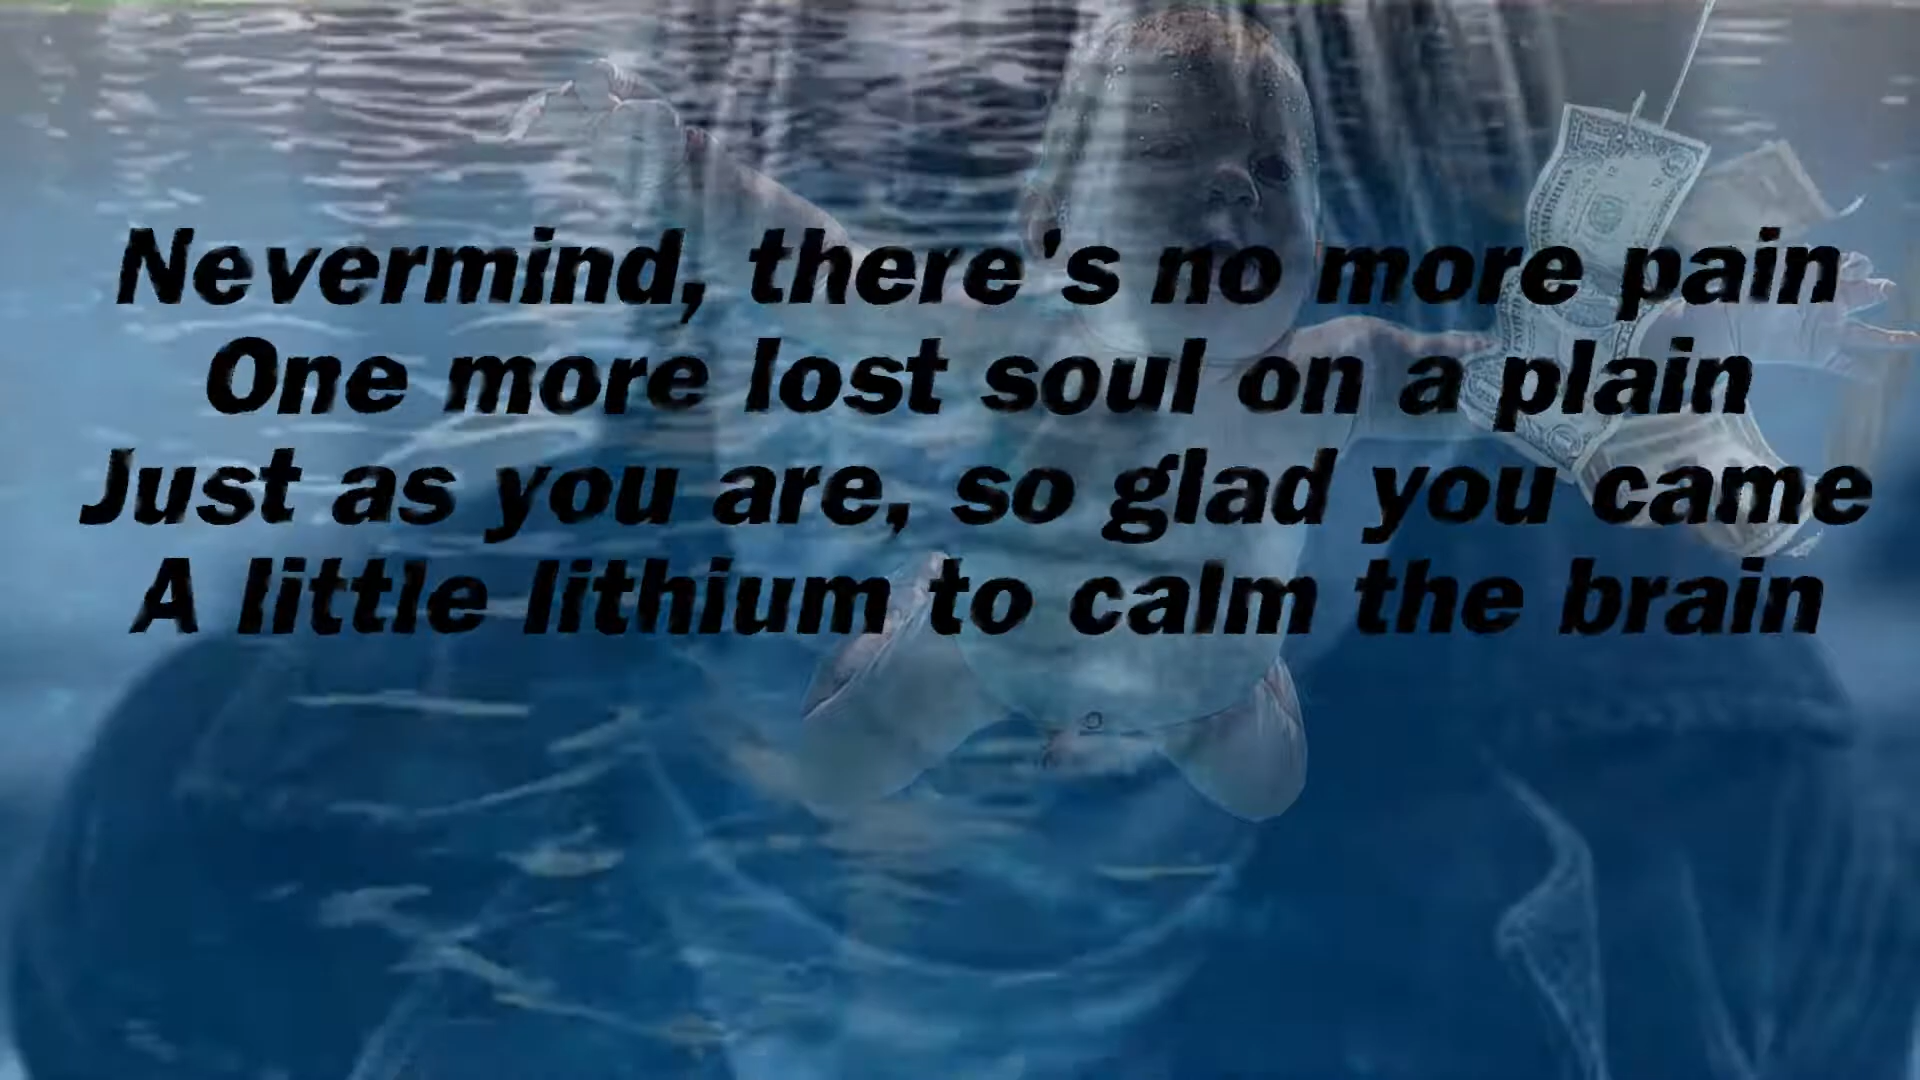 Nevermind, there's no more pain
One more lost soul on a plain
Just as you are, so glad you came
A little lithium to calm the brain